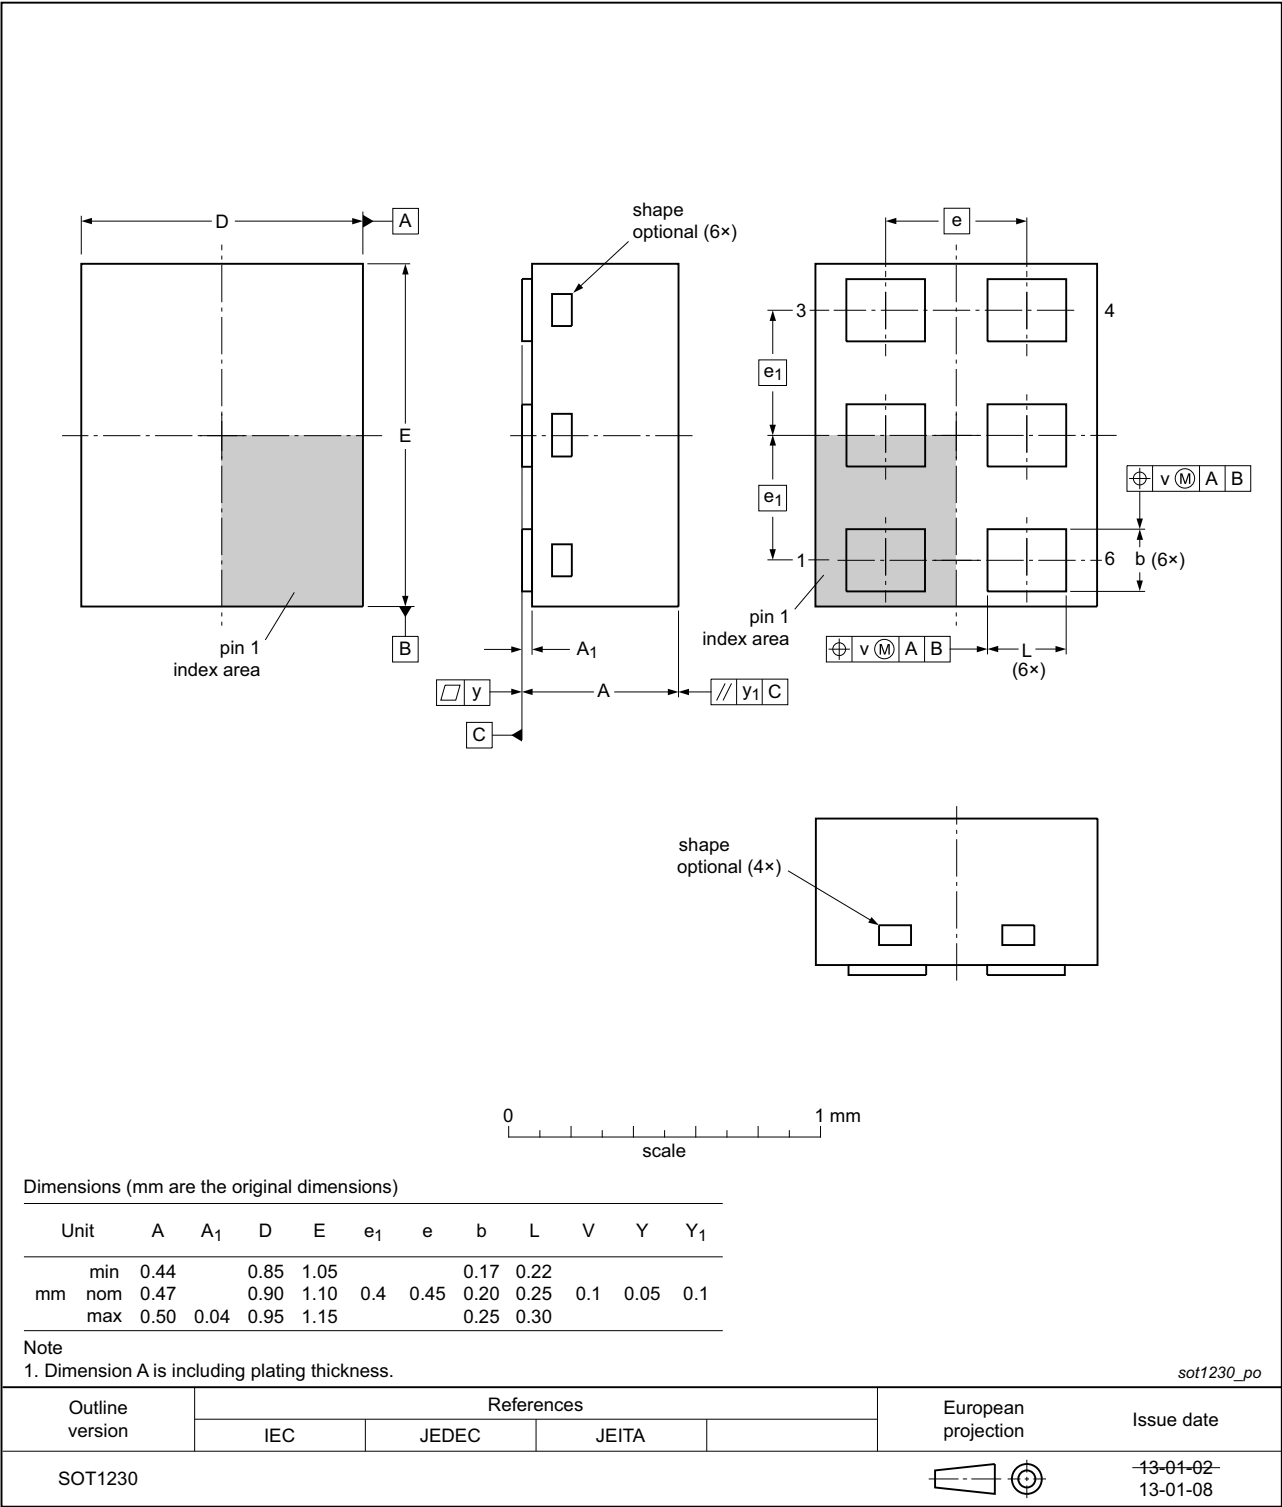 D
A
shape
optional (6×)
e
3
4
e1
E
e1
v Ⓜ A B
1
6
b (6×)
pin 1
index area
B
A1
pin 1
index area
v Ⓜ A B
L
(6×)
y
A
// y1 C
C
shape
optional (4×)
0
1 mm
scale
Dimensions (mm are the original dimensions)
Unit A A1 D E e1 e b L V Y Y1
min 0.44 0.85 1.05 0.17 0.22
mm nom 0.47 0.90 1.10 0.4 0.45 0.20 0.25 0.1 0.05 0.1
max 0.50 0.04 0.95 1.15 0.25 0.30
Note
1. Dimension A is including plating thickness.
sot1230_po
Outline
version
References
IEC JEDEC JEITA
European
projection
Issue date
SOT1230
13-01-02
13-01-08